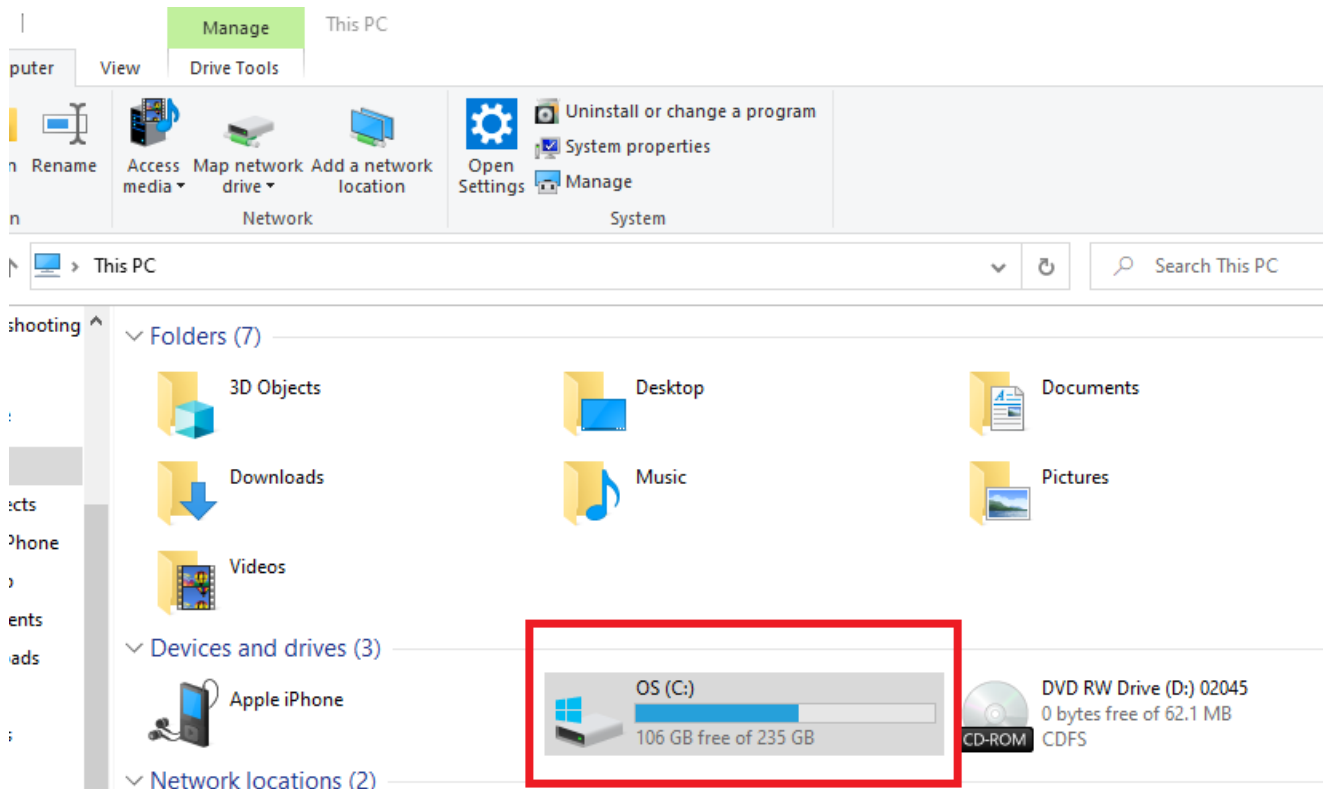 Manage This PC
puter View Drive Tools
n Rename Access media Map network drive Add a network location Open Settings Uninstall or change a program
System properties
Manage
n Network System
This PC Search This PC
shooting
Folders (7)
3D Objects Desktop Documents
Downloads Music Pictures
ects
Phone
Videos
ents
Devices and drives (3)
ads
Apple iPhone
OS (C:)
106 GB free of 235 GB
DVD RW Drive (D:) 02045
0 bytes free of 62.1 MB
CD-ROM CDFS
Network locations (2)